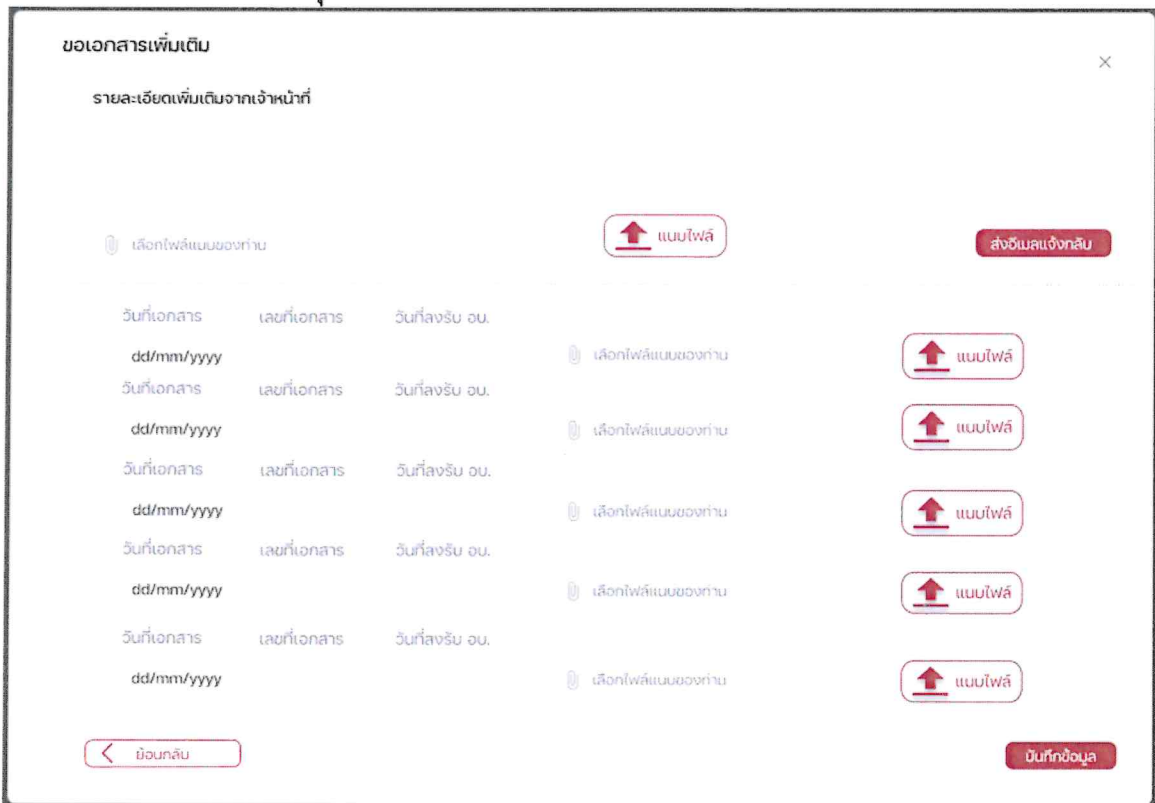 ขอเอกสารเพิ่มเติม
รายละเอียดเพิ่มเติมจากเจ้าหน้าที่
เลือกไฟล์แนบของท่าน แนบไฟล์ ส่งอีเมลแจ้งกลับ
วันที่เอกสาร เลขที่เอกสาร วันที่ลงรับ อบ.
dd/mm/yyyy เลือกไฟล์แนบของท่าน แนบไฟล์
วันที่เอกสาร เลขที่เอกสาร วันที่ลงรับ อบ.
dd/mm/yyyy เลือกไฟล์แนบของท่าน แนบไฟล์
วันที่เอกสาร เลขที่เอกสาร วันที่ลงรับ อบ.
dd/mm/yyyy เลือกไฟล์แนบของท่าน แนบไฟล์
วันที่เอกสาร เลขที่เอกสาร วันที่ลงรับ อบ.
dd/mm/yyyy เลือกไฟล์แนบของท่าน แนบไฟล์
วันที่เอกสาร เลขที่เอกสาร วันที่ลงรับ อบ.
dd/mm/yyyy เลือกไฟล์แนบของท่าน แนบไฟล์
ย้อนกลับ บันทึกข้อมูล